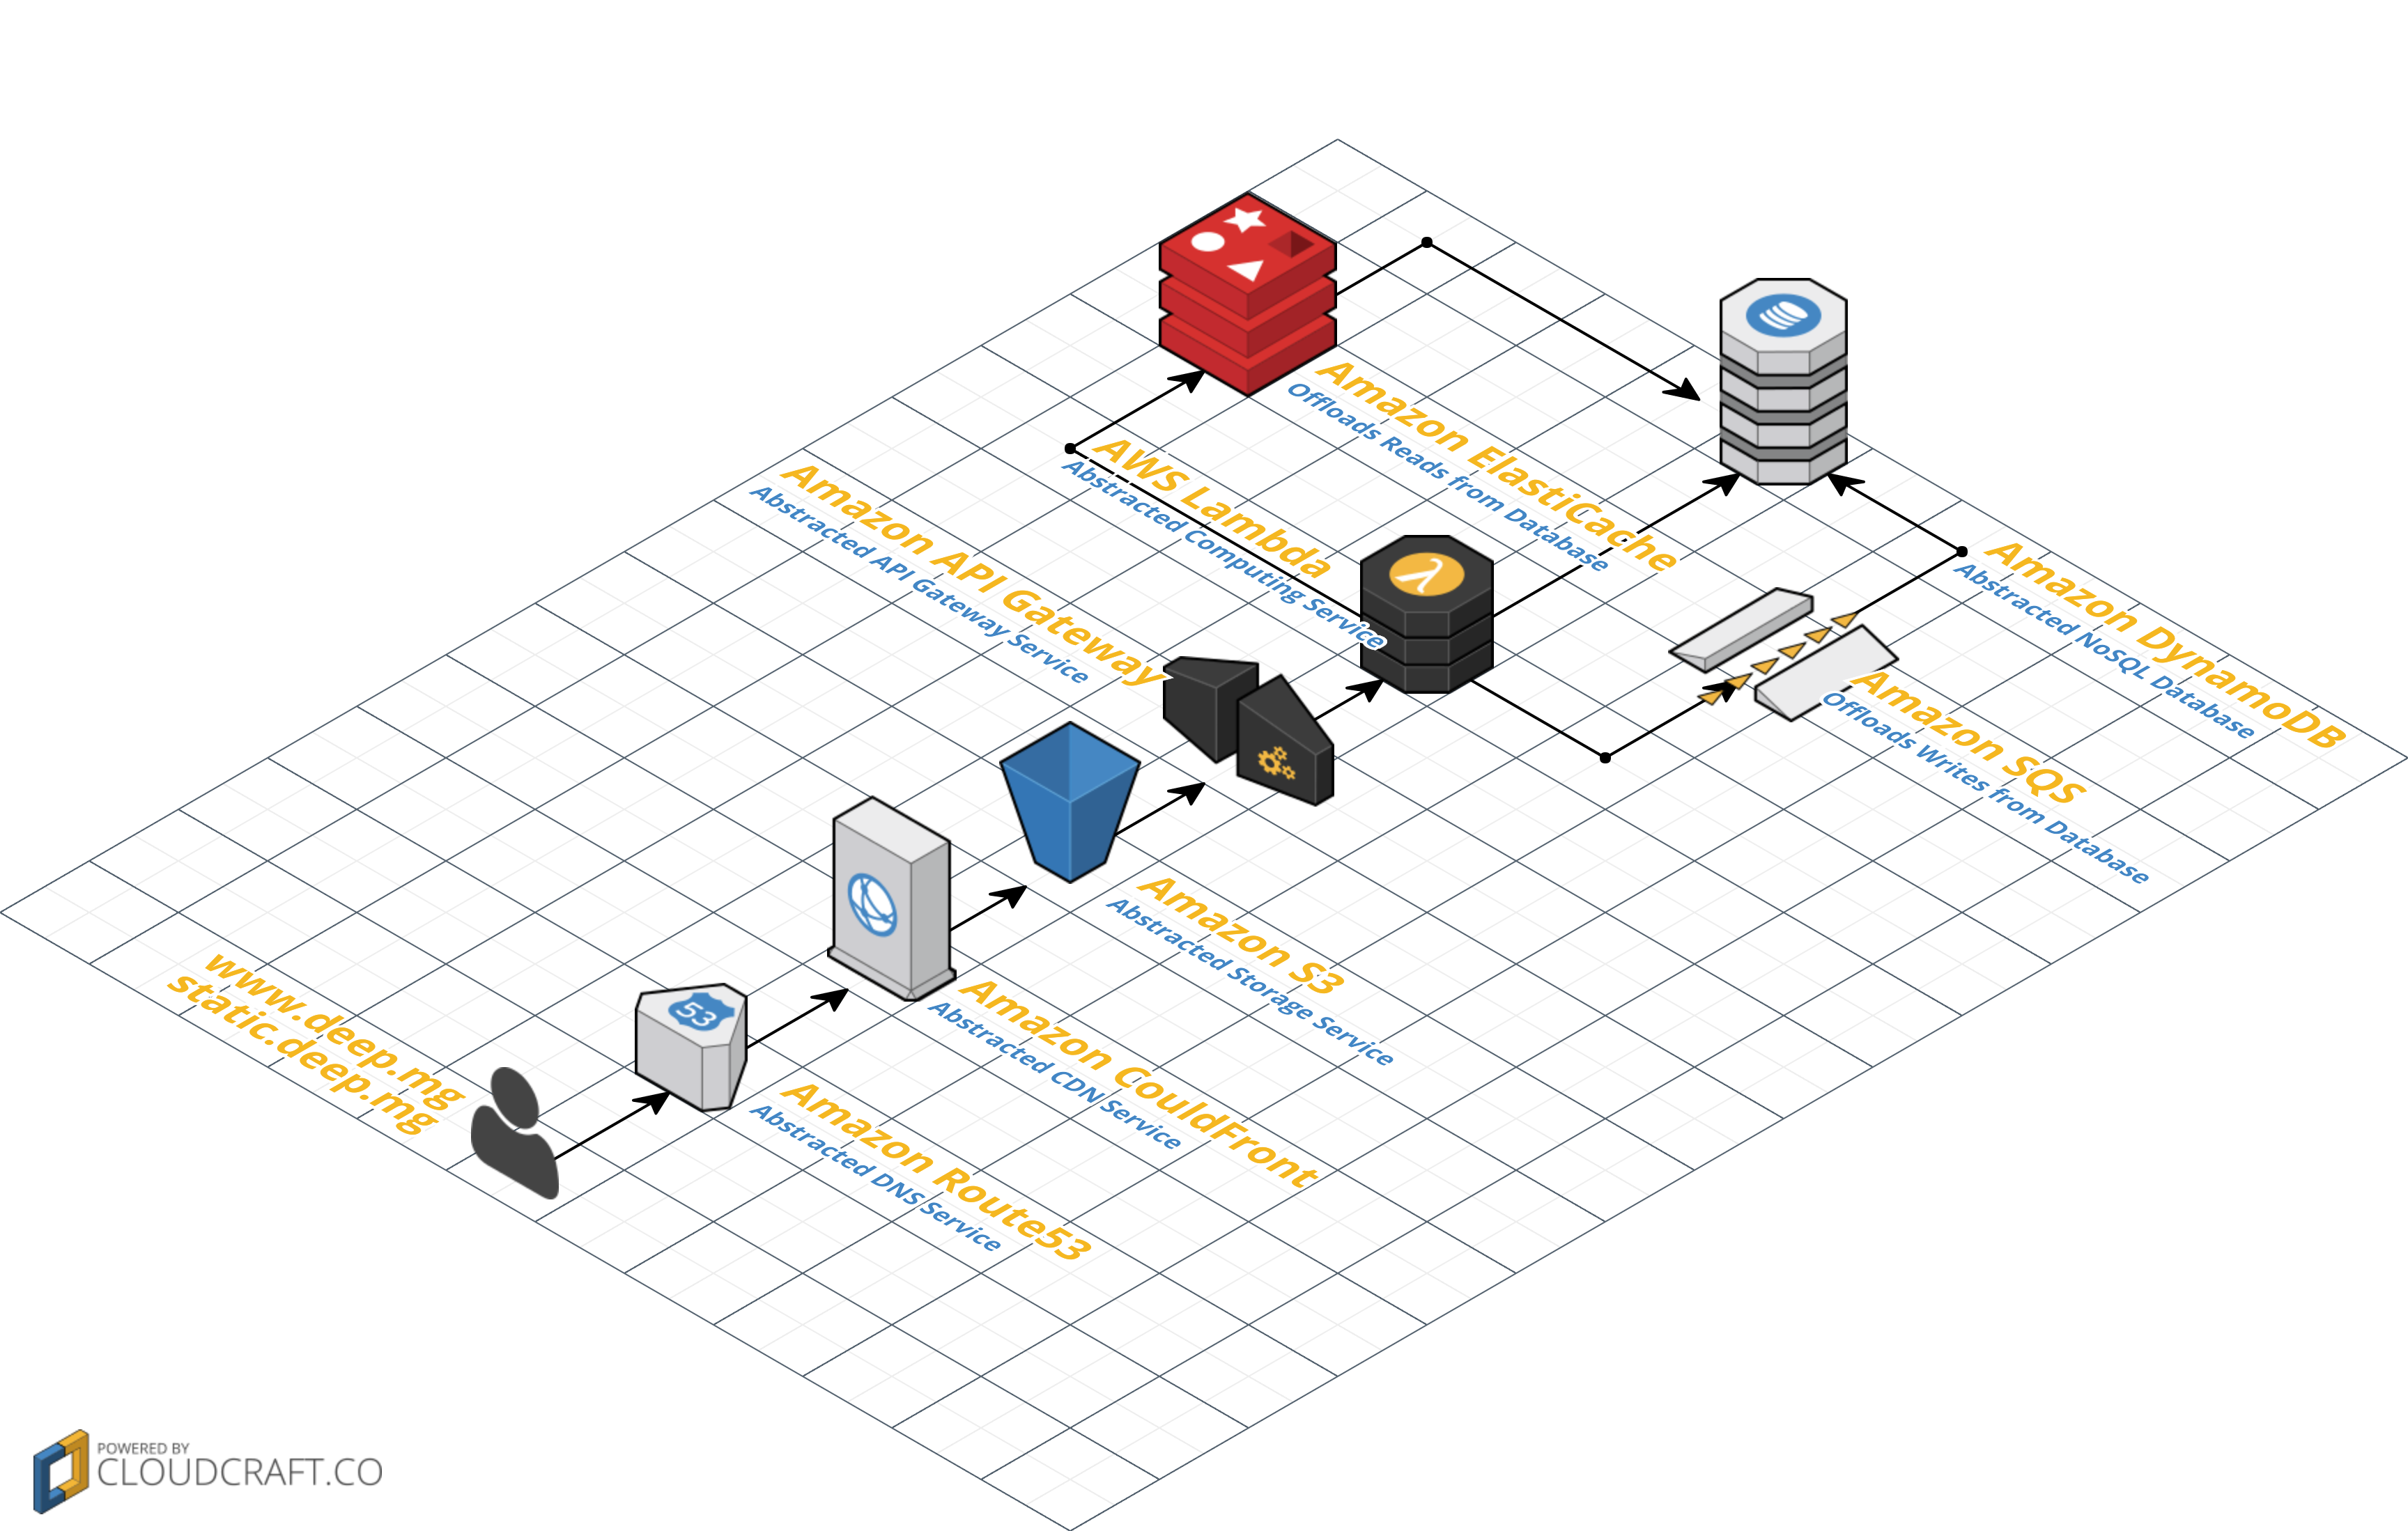 Amazon ElastiCache
Offloads Reads from Database
AWS Lambda
Abstracted Computing Service
Amazon API Gateway
Abstracted API Gateway Service
Amazon DynamoDB
Abstracted NoSQL Database
Amazon SQS
Offloads Writes from Database
Amazon S3
Abstracted Storage Service
Amazon CouldFront
Abstracted CDN Service
53
Amazon Route53
Abstracted DNS Service
www.deep.mg
static.deep.mg
λ
POWERED BY
CLOUDCRAFT.CO